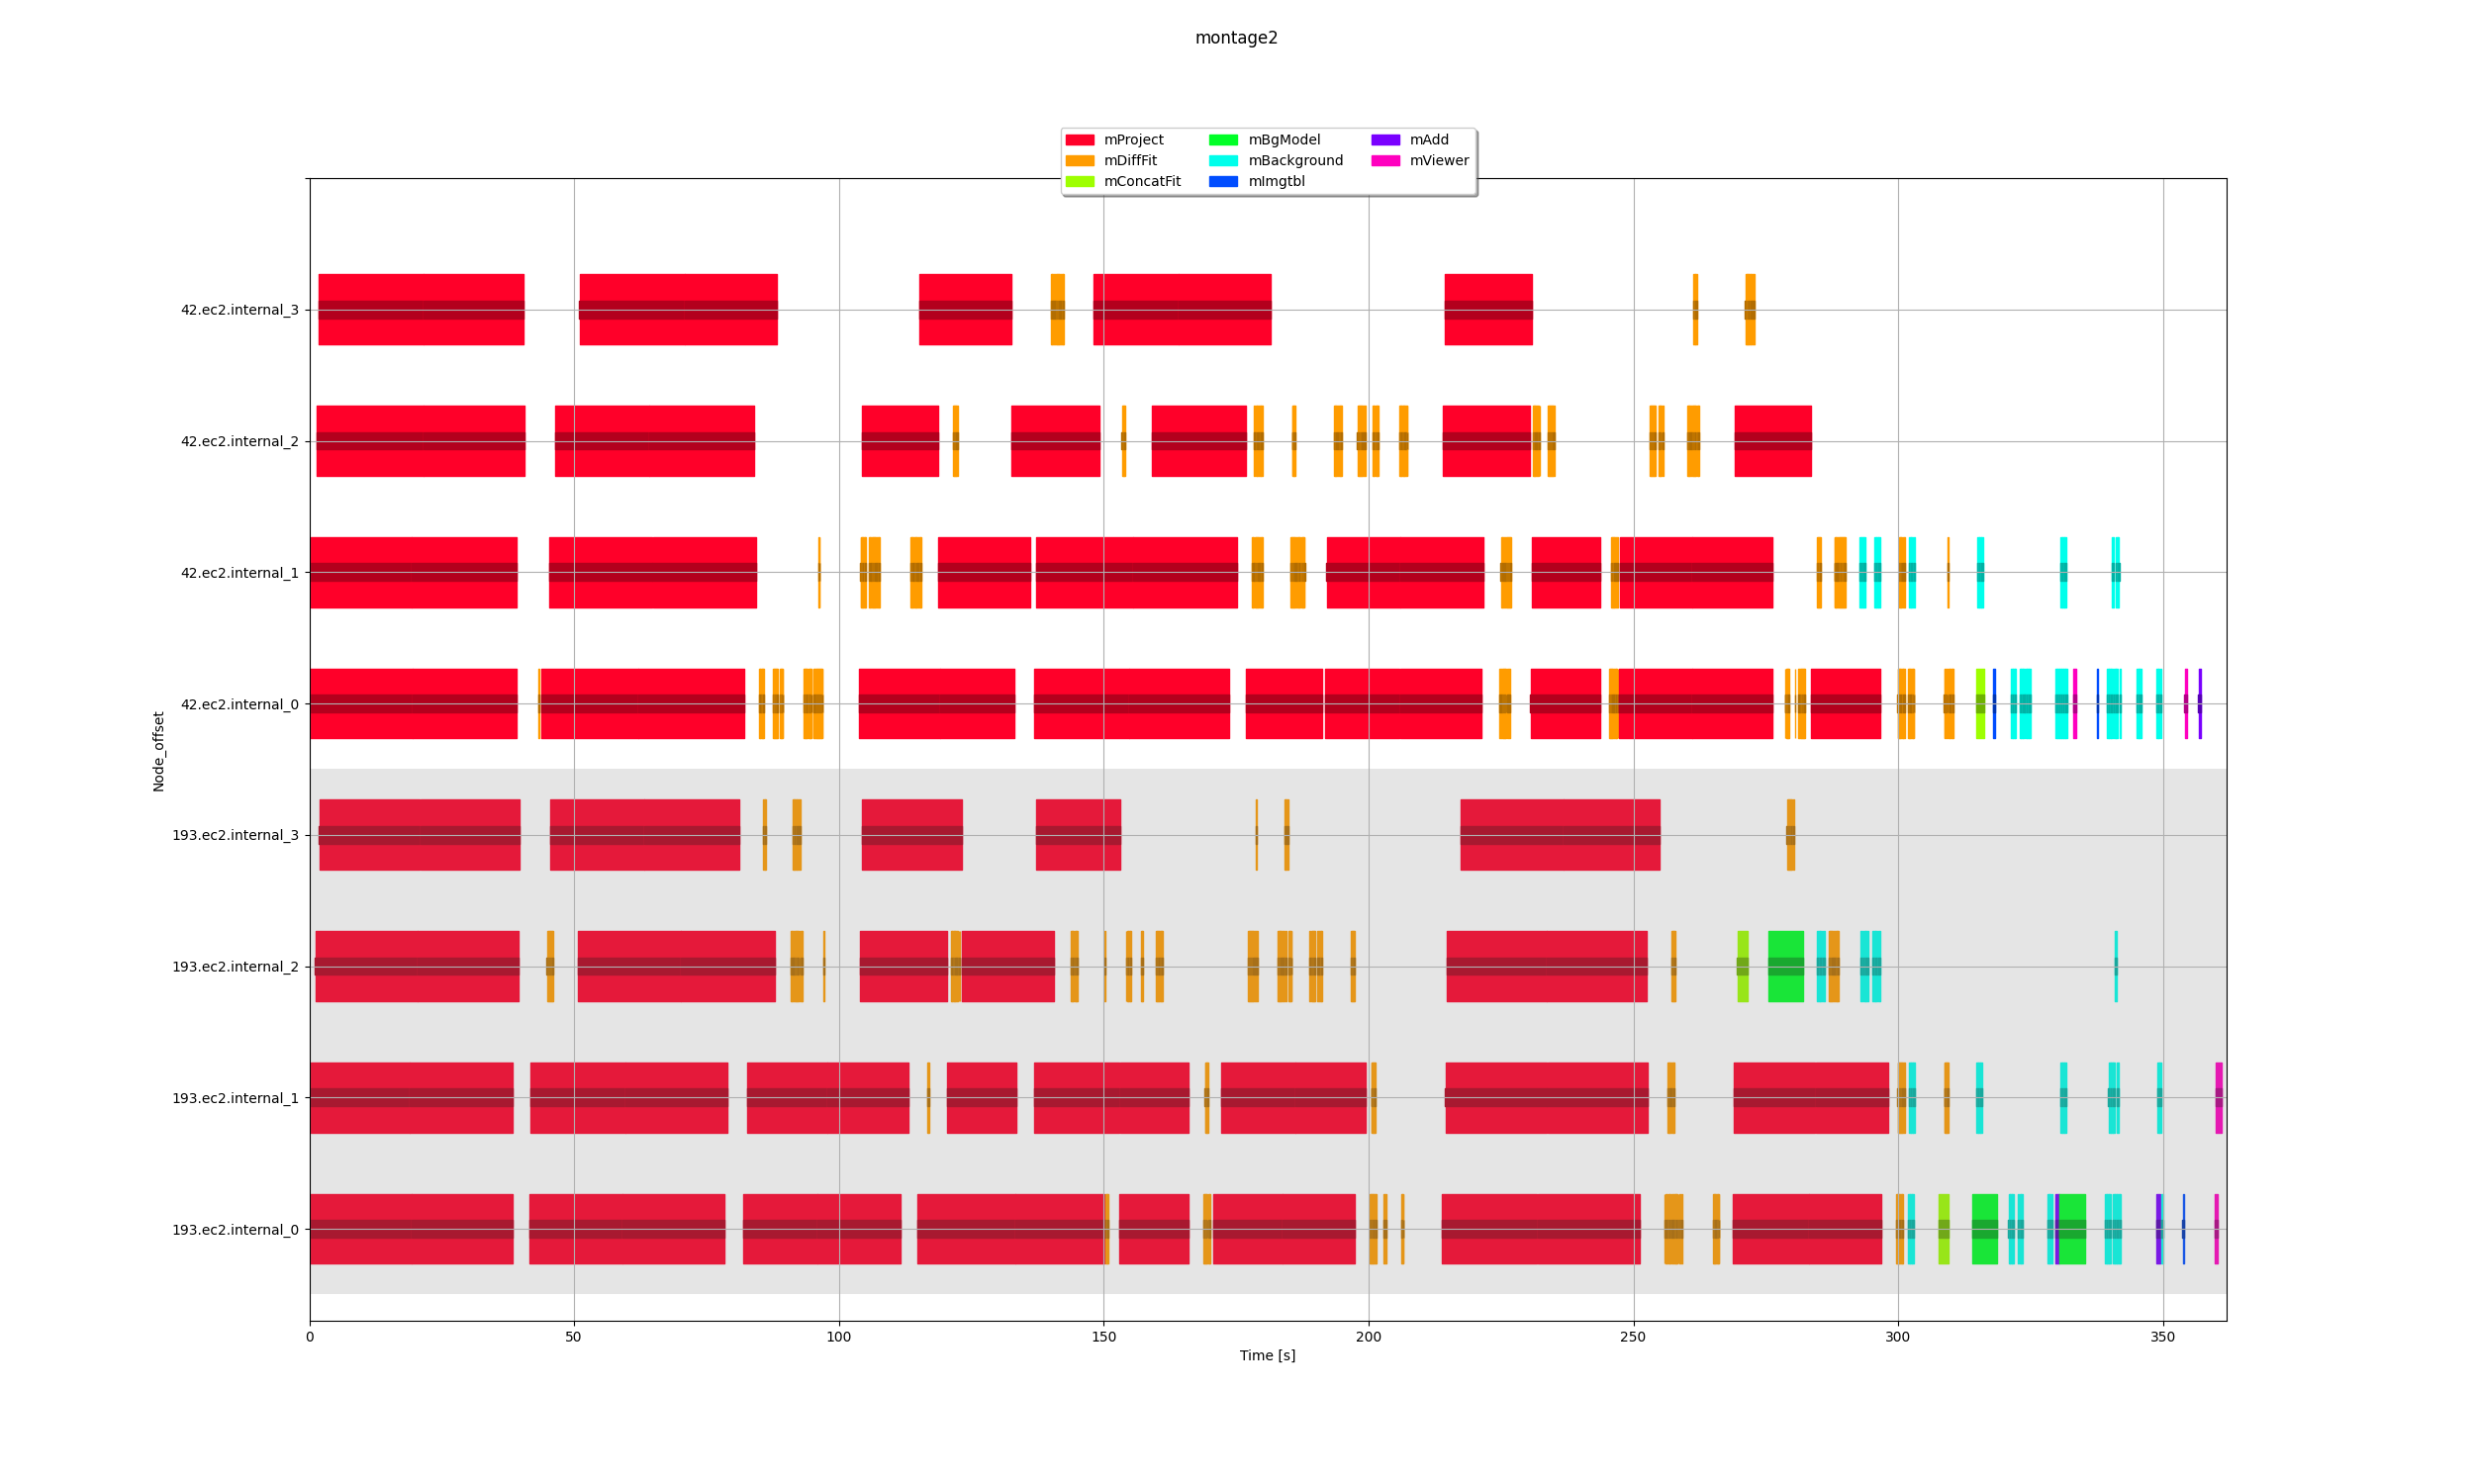 montage2
mProject mBgModel mAdd
mDiffFit mBackground mViewer
mConcatFit mImgtbl
42.ec2.internal_3
42.ec2.internal_2
42.ec2.internal_1
42.ec2.internal_0
193.ec2.internal_3
193.ec2.internal_2
193.ec2.internal_1
193.ec2.internal_0
Node_offset
0 50 100 150 200 250 300 350
Time [s]